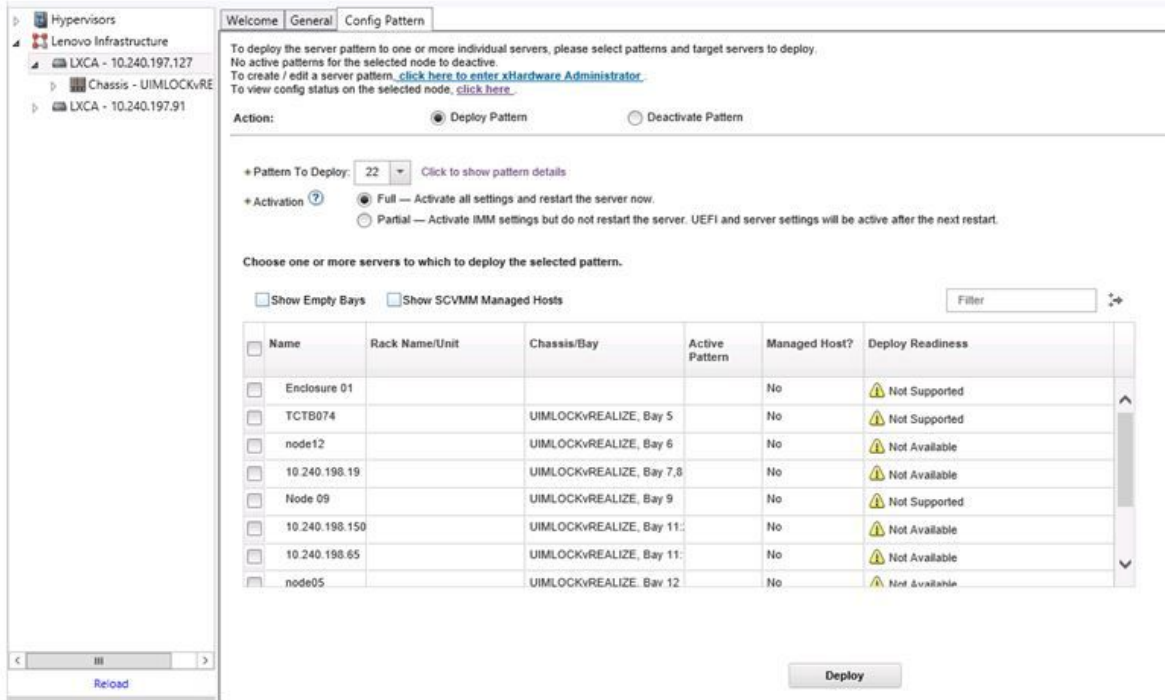 Hypervisors
Lenovo Infrastructure
LXCA - 10.240.197.127
Chassis - UIMLOCKvRE
LXCA - 10.240.197.91
Reload
Welcome General Config Pattern
To deploy the server pattern to one or more individual servers, please select patterns and target servers to deploy.
No active patterns for the selected node to deactive.
To create / edit a server pattern, click here to enter xHardware Administrator .
To view config status on the selected node, click here .
Action: Deploy Pattern Deactivate Pattern
+ Pattern To Deploy: 22 Click to show pattern details
+ Activation ? Full — Activate all settings and restart the server now.
Partial — Activate IMM settings but do not restart the server. UEFI and server settings will be active after the next restart.
Choose one or more servers to which to deploy the selected pattern.
Show Empty Bays Show SCVMM Managed Hosts Filter
Name Rack Name/Unit Chassis/Bay Active Pattern Managed Host? Deploy Readiness
Enclosure 01 No Not Supported
TCTB074 UIMLOCKvREALIZE, Bay 5 No Not Supported
node12 UIMLOCKvREALIZE, Bay 6 No Not Available
10.240.198.19 UIMLOCKvREALIZE, Bay 7,8 No Not Available
Node 09 UIMLOCKvREALIZE, Bay 9 No Not Supported
10.240.198.150 UIMLOCKvREALIZE, Bay 11: No Not Available
10.240.198.65 UIMLOCKvREALIZE, Bay 11: No Not Available
node05 UIMLOCKvREALIZE, Bay 12 No Not Available
Deploy